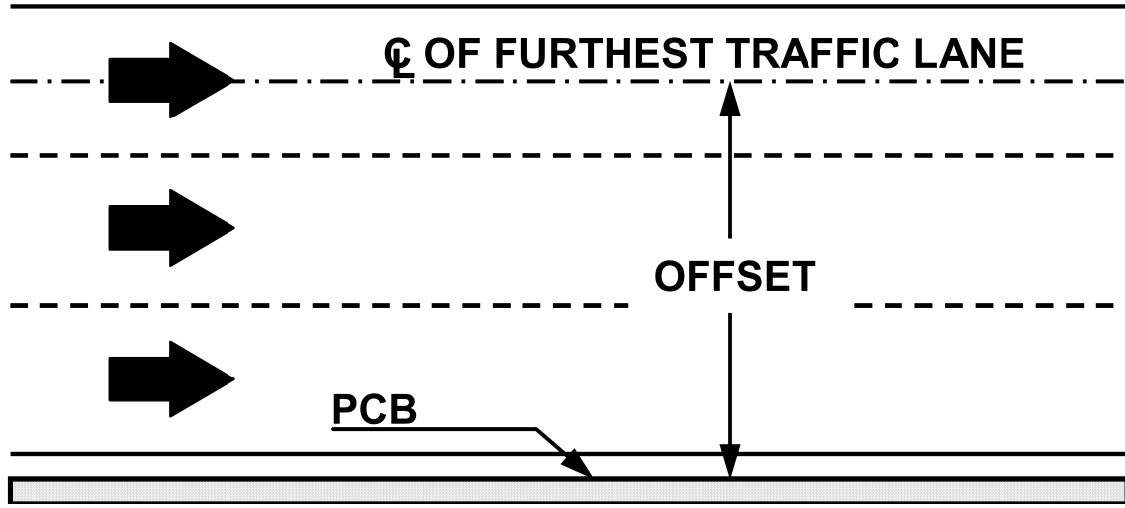 ℄ OF FURTHEST TRAFFIC LANE
OFFSET
PCB